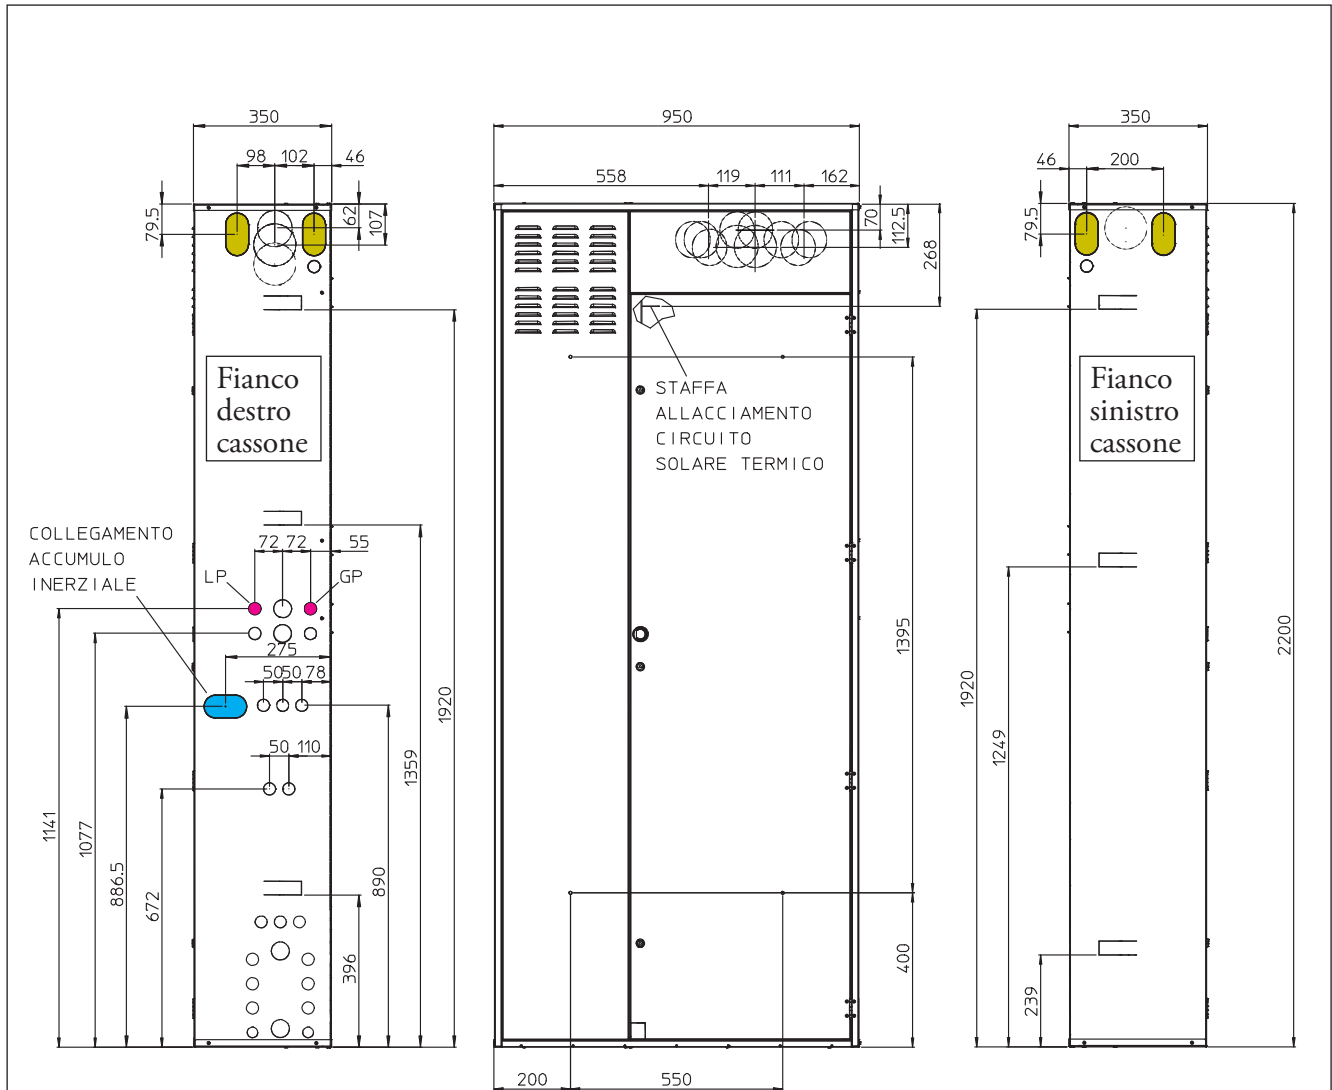 350
98
102
46
79.5
62
107
Fianco
destro
cassone
COLLEGAMENTO
ACCUMULO
INERZIALE
72
72
55
LP
GP
275
50
50
78
50
110
1141
1077
886.5
672
396
890
1359
1920
950
558
119
111
162
70
112.5
268
STAFFA
ALLACCIAMENTO
CIRCUITO
SOLARE TERMICO
1395
400
200
550
350
46
200
79.5
Fianco
sinistro
cassone
1920
1249
239
2200